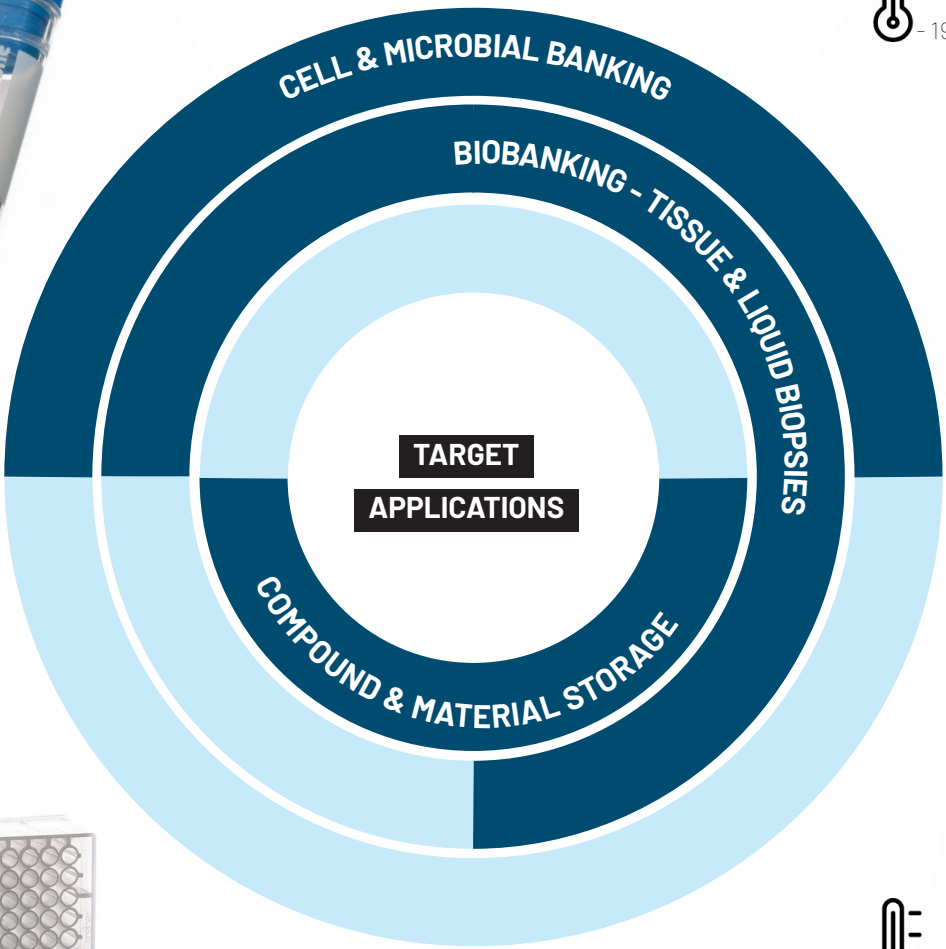 CELL & MICROBIAL BANKING
BIOBANKING - TISSUE & LIQUID BIOPSIES
TARGET
APPLICATIONS
COMPOUND & MATERIAL STORAGE